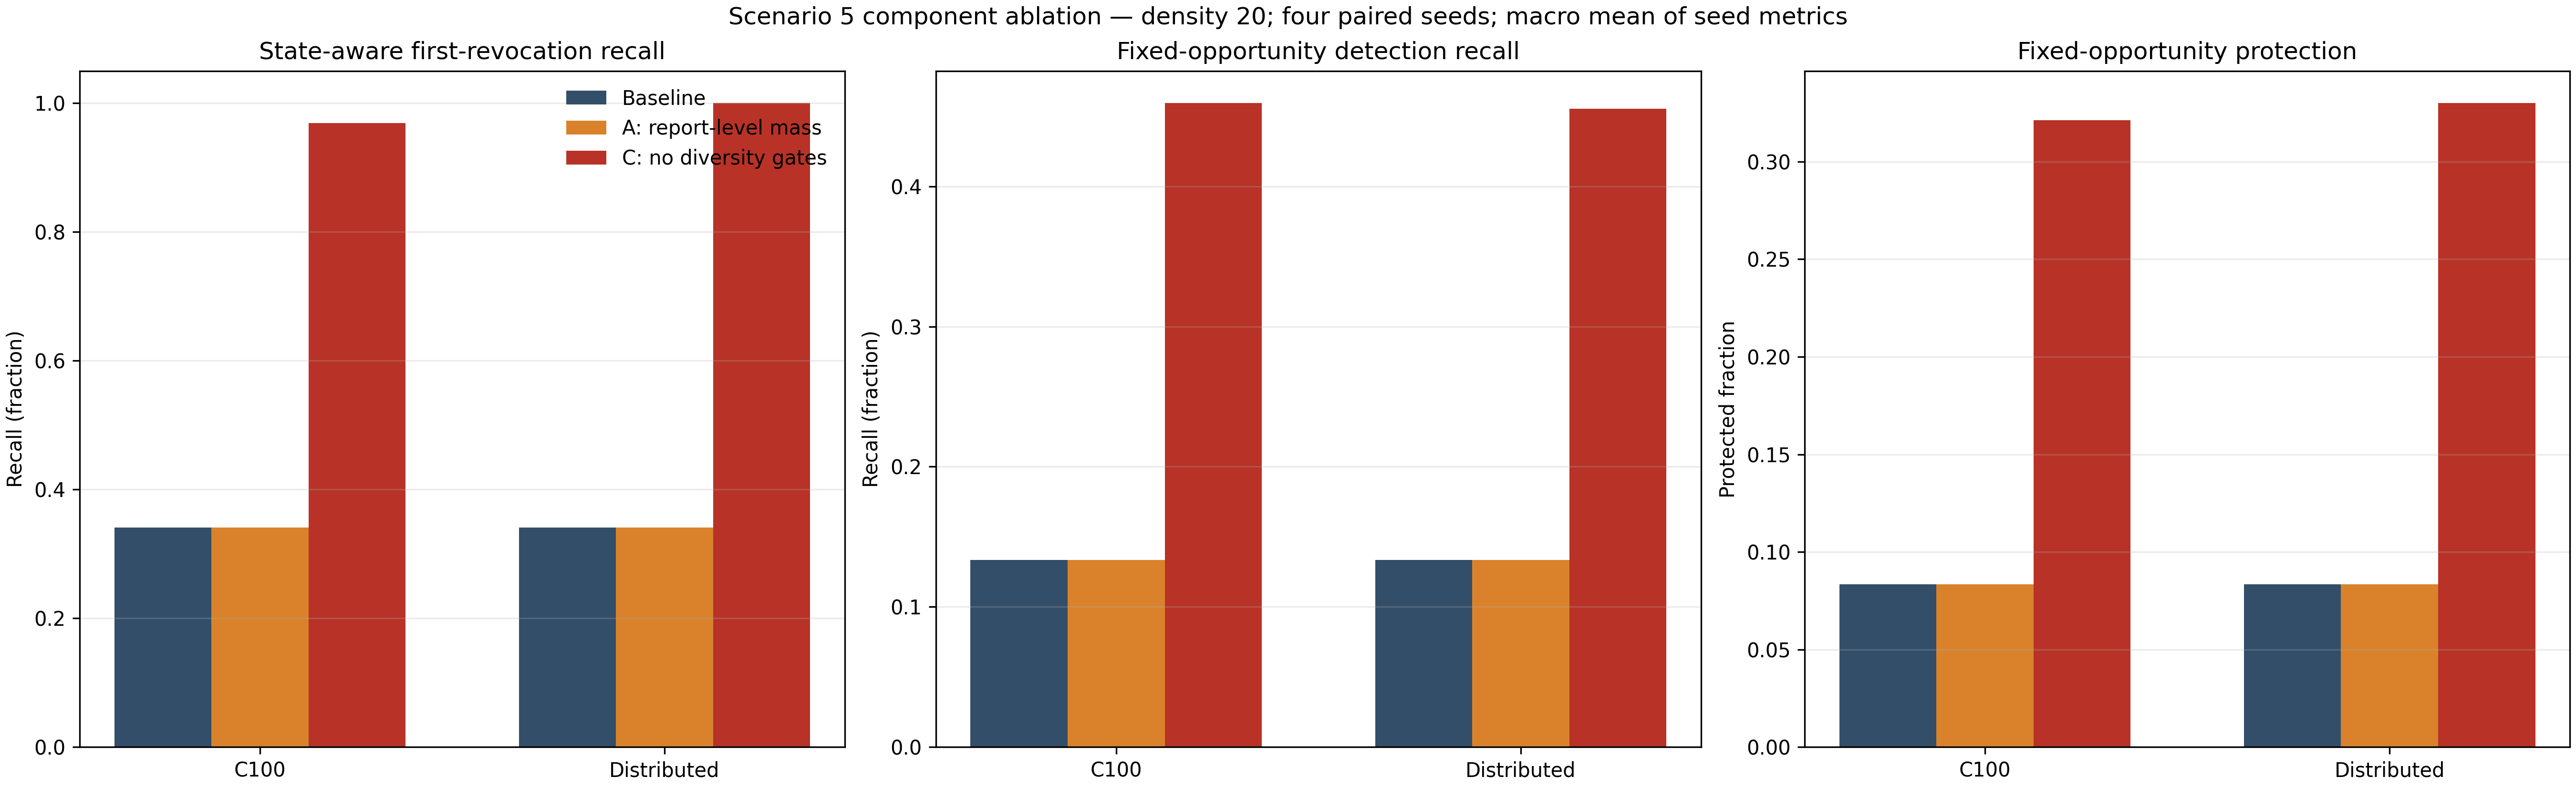 Scenario 5 component ablation — density 20; four paired seeds; macro mean of seed metrics
State-aware first-revocation recall
Recall (fraction)
1.0
0.8
0.6
0.4
0.2
0.0
Baseline
A: report-level mass
C: no diversity gates
C100
Distributed
Fixed-opportunity detection recall
Recall (fraction)
0.4
0.3
0.2
0.1
0.0
C100
Distributed
Fixed-opportunity protection
Protected fraction
0.30
0.25
0.20
0.15
0.10
0.05
0.00
C100
Distributed